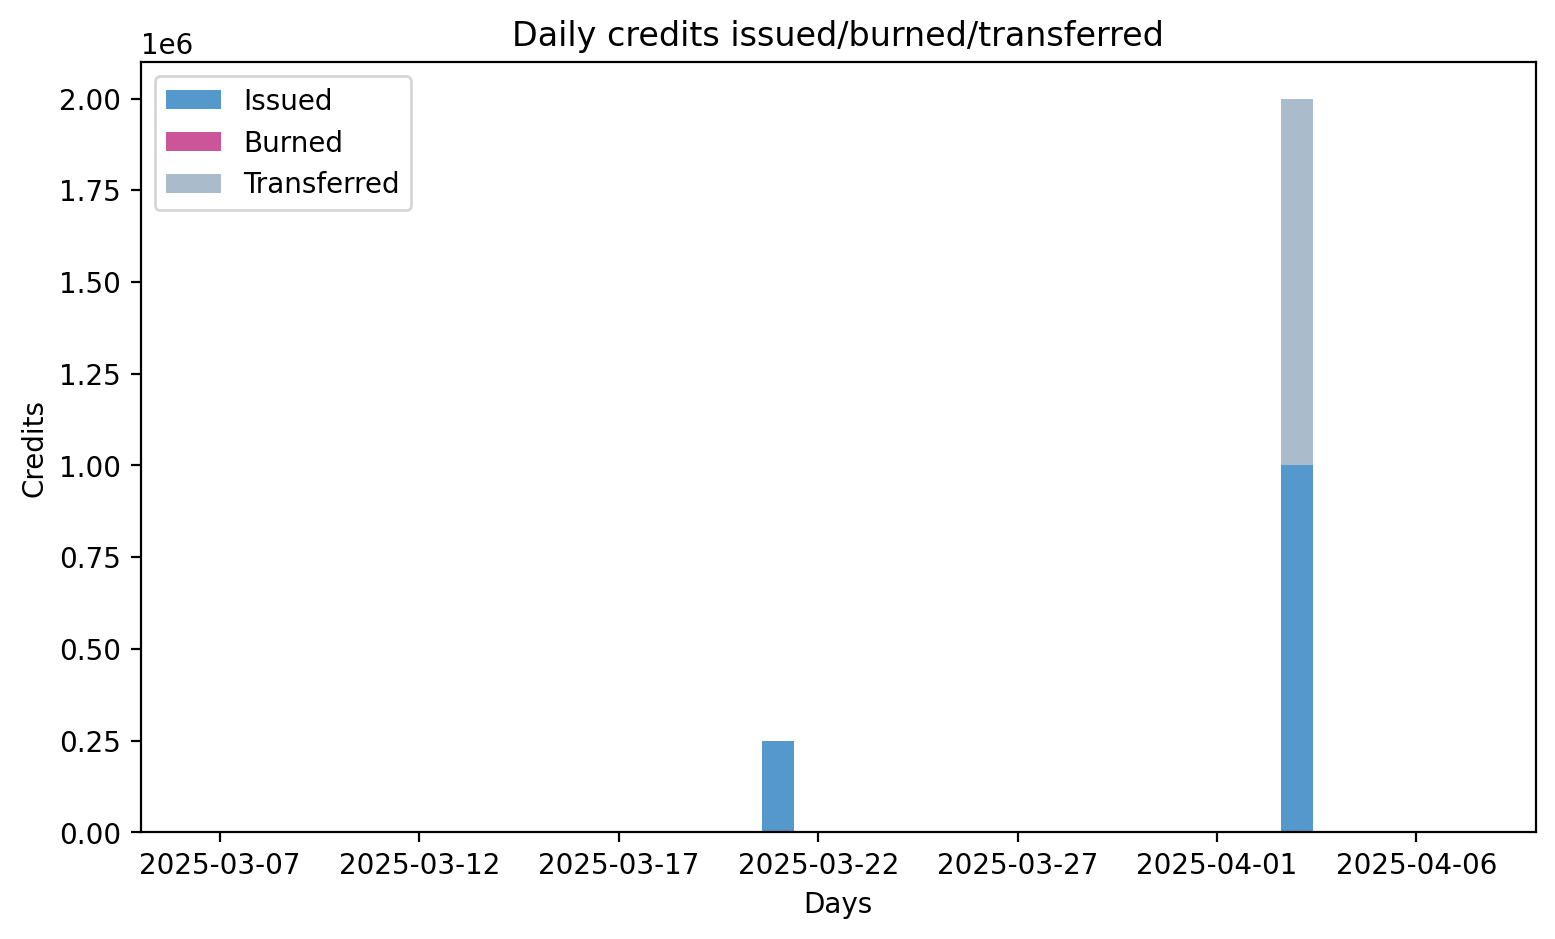 Daily credits issued/burned/transferred
1e6
Issued
Burned
Transferred
2.00
1.75
1.50
1.25
1.00
0.75
0.50
0.25
0.00
Credits
2025-03-07 2025-03-12 2025-03-17 2025-03-22 2025-03-27 2025-04-01 2025-04-06
Days